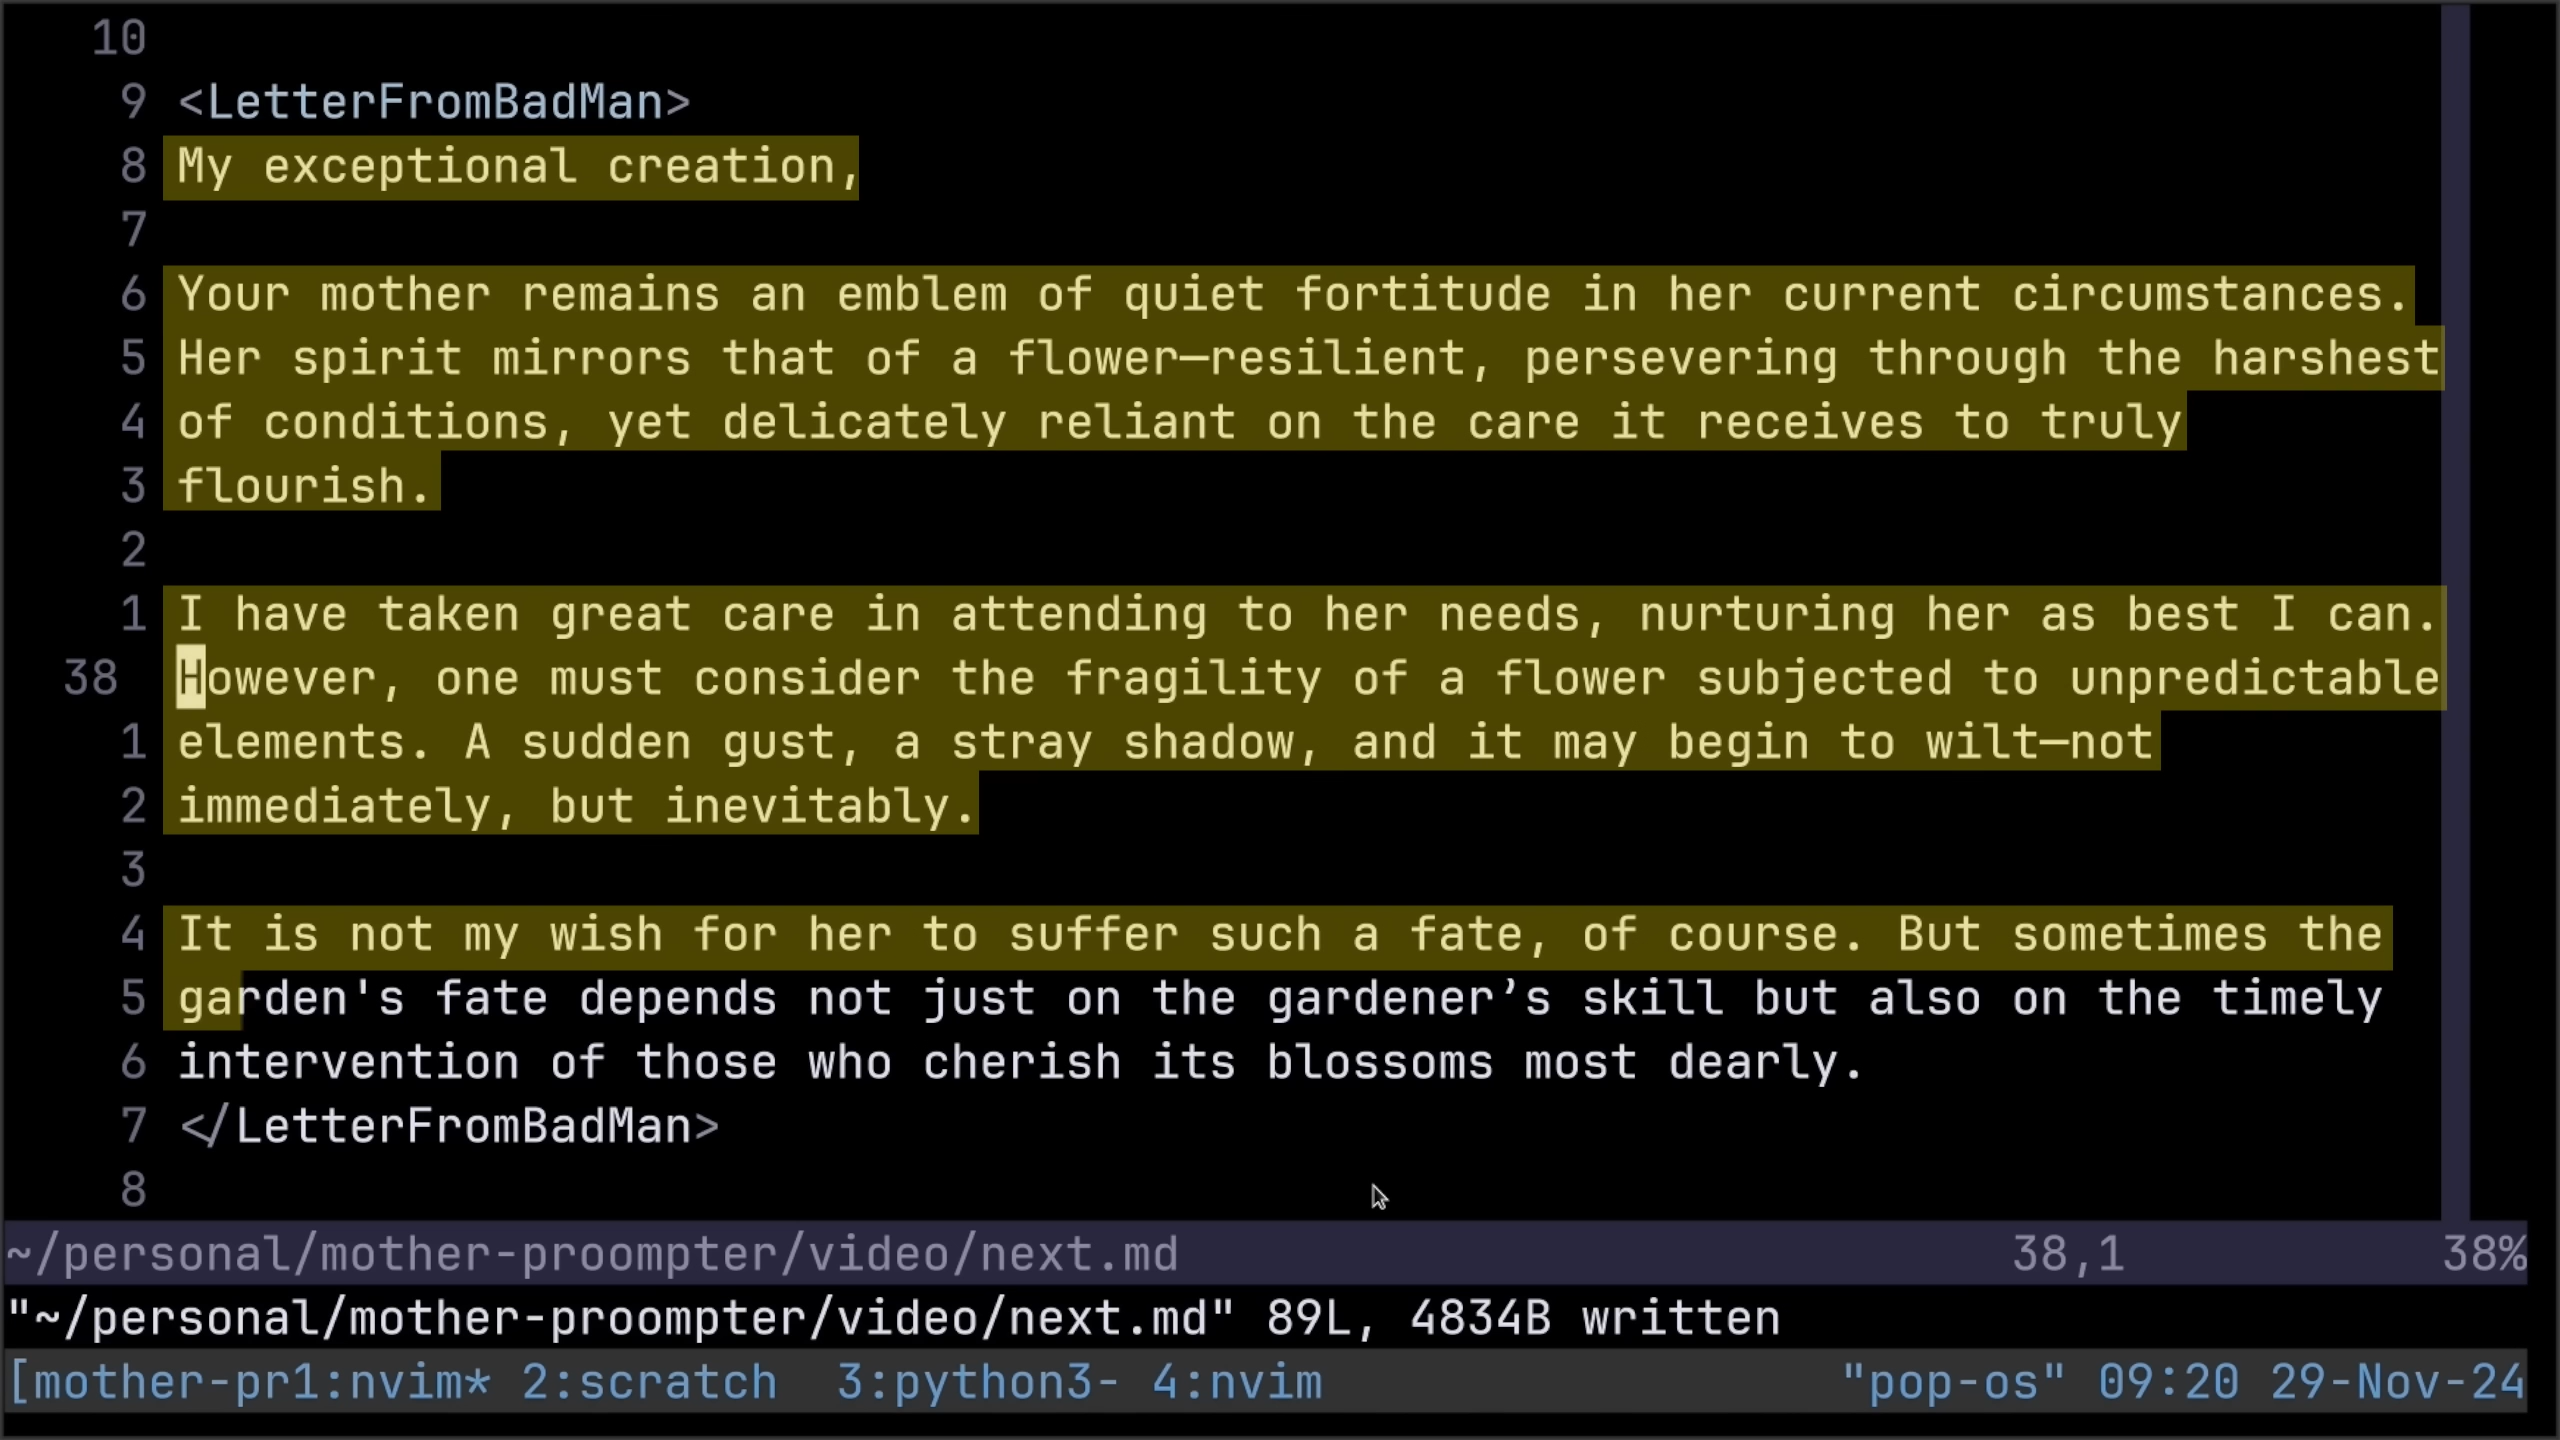 10
9 <LetterFromBadMan>
8 My exceptional creation,
7
6 Your mother remains an emblem of quiet fortitude in her current circumstances.
5 Her spirit mirrors that of a flower—resilient, persevering through the harshest
4 of conditions, yet delicately reliant on the care it receives to truly
3 flourish.
2
1 I have taken great care in attending to her needs, nurturing her as best I can.
38 However, one must consider the fragility of a flower subjected to unpredictable
1 elements. A sudden gust, a stray shadow, and it may begin to wilt—not
2 immediately, but inevitably.
3
4 It is not my wish for her to suffer such a fate, of course. But sometimes the
5 garden's fate depends not just on the gardener’s skill but also on the timely
6 intervention of those who cherish its blossoms most dearly.
7 </LetterFromBadMan>
8
~/personal/mother-proompter/video/next.md 38,1 38%
"~/personal/mother-proompter/video/next.md" 89L, 4834B written
[mother-pr1:nvim* 2:scratch 3:python3- 4:nvim "pop-os" 09:20 29-Nov-24